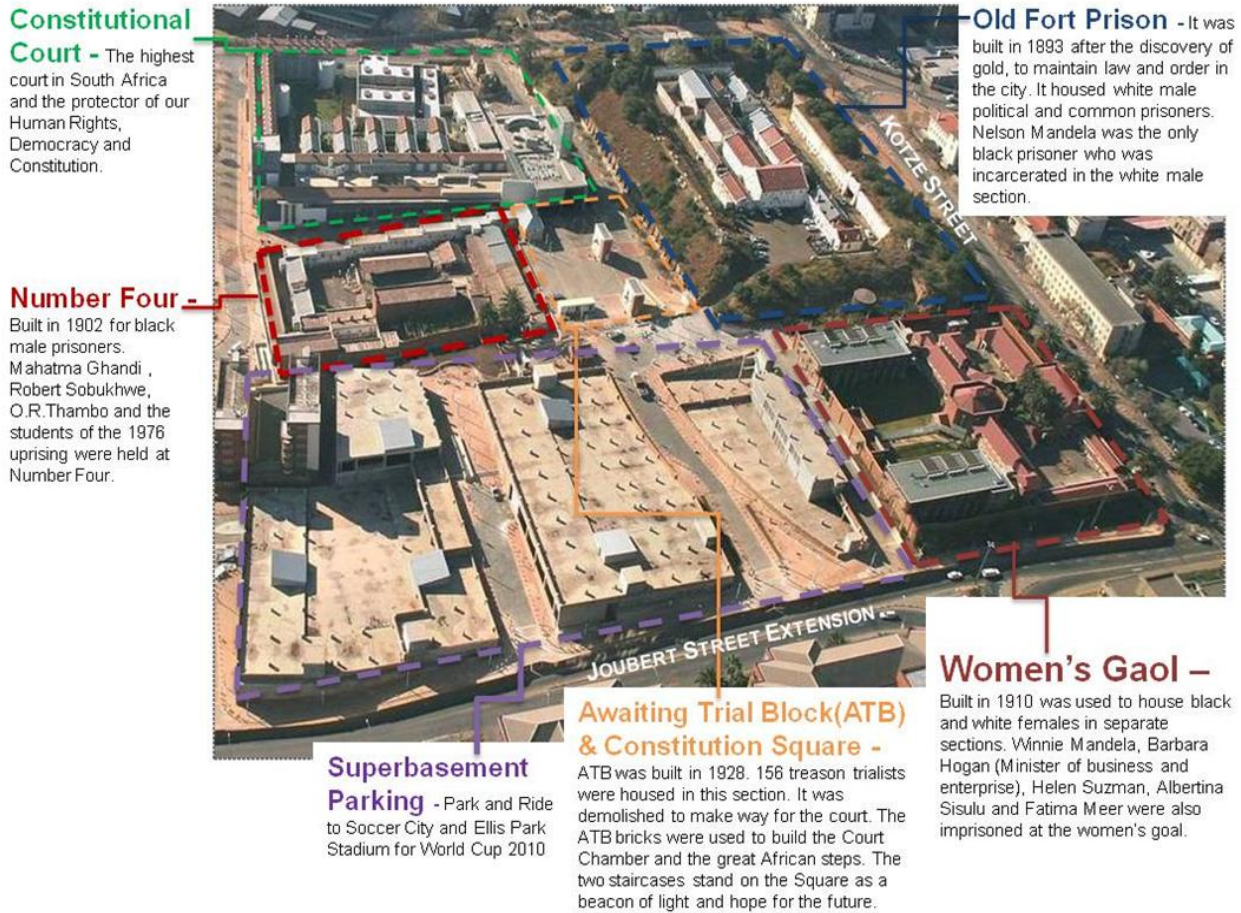 Constitutional
Court - The highest
court in South Africa
and the protector of our
Human Rights,
Democracy and
Constitution.
Old Fort Prison - It was
built in 1893 after the discovery of
gold, to maintain law and order in
the city. It housed white male
political and common prisoners.
Nelson Mandela was the only
black prisoner who was
incarcerated in the white male
section.
KOTZE STREET
Number Four -
Built in 1902 for black
male prisoners.
Mahatma Ghandi ,
Robert Sobukhwe,
O.R.Thambo and the
students of the 1976
uprising were held at
Number Four.
JOUBERT STREET EXTENSION --
Superbasement
Parking - Park and Ride
to Soccer City and Ellis Park
Stadium for World Cup 2010
Awaiting Trial Block(ATB)
& Constitution Square -
ATB was built in 1928. 156 treason trialists
were housed in this section. It was
demolished to make way for the court. The
ATB bricks were used to build the Court
Chamber and the great African steps. The
two staircases stand on the Square as a
beacon of light and hope for the future.
Women's Gaol –
Built in 1910 was used to house black
and white females in separate
sections. Winnie Mandela, Barbara
Hogan (Minister of business and
enterprise), Helen Suzman, Albertina
Sisulu and Fatima Meer were also
imprisoned at the women's goal.